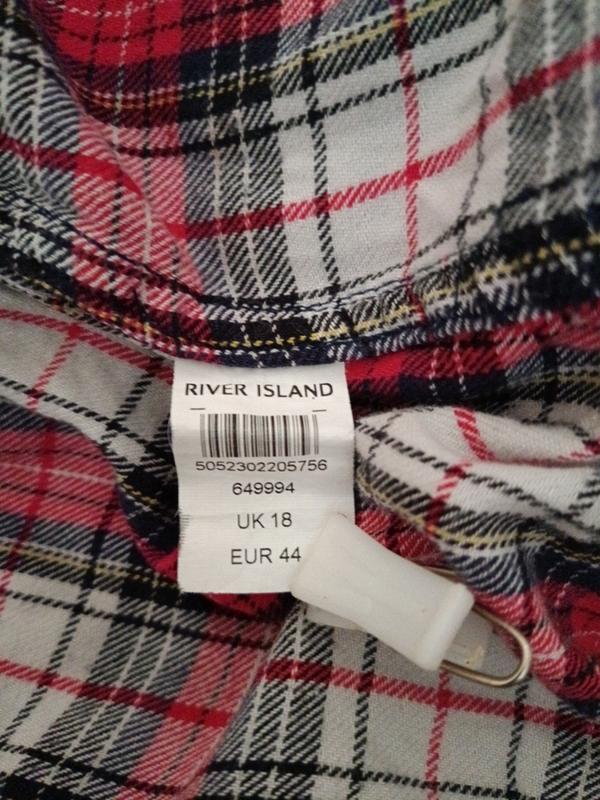 RIVER ISLAND
5052302205756
649994
UK 18
EUR 44